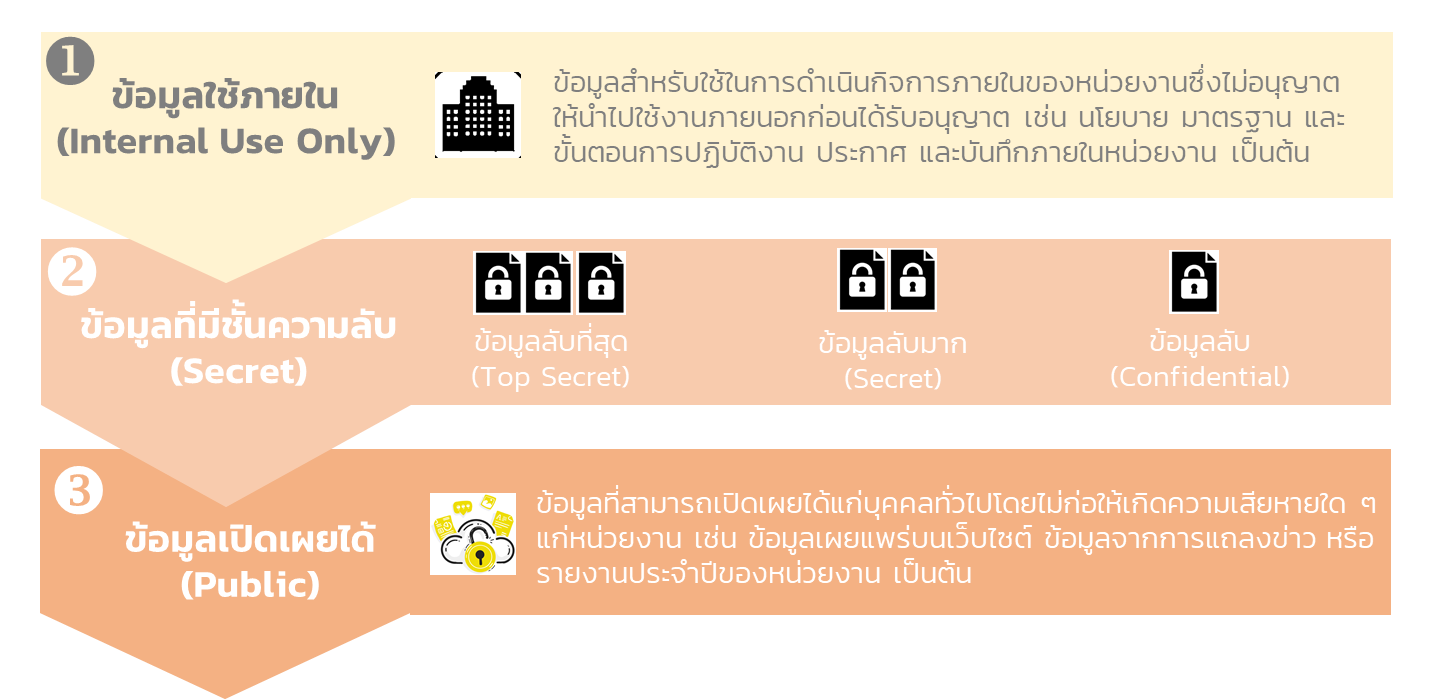 1
ข้อมูลใช้ภายใน
(Internal Use Only)
ข้อมูลสำหรับใช้ในการดำเนินกิจการภายในของหน่วยงานซึ่งไม่อนุญาต
ให้นำไปใช้งานภายนอกก่อนได้รับอนุญาต เช่น นโยบาย มาตรฐาน และ
ขั้นตอนการปฏิบัติงาน ประกาศ และบันทึกภายในหน่วยงาน เป็นต้น
2
ข้อมูลที่มีชั้นความลับ
(Secret)
ข้อมูลลับที่สุด
(Top Secret)
ข้อมูลลับมาก
(Secret)
ข้อมูลลับ
(Confidential)
3
ข้อมูลเปิดเผยได้
(Public)
ข้อมูลที่สามารถเปิดเผยได้แก่บุคคลทั่วไปโดยไม่ก่อให้เกิดความเสียหายใด ๆ
แก่หน่วยงาน เช่น ข้อมูลเผยแพร่บนเว็บไซต์ ข้อมูลจากการแถลงข่าว หรือ
รายงานประจำปีของหน่วยงาน เป็นต้น